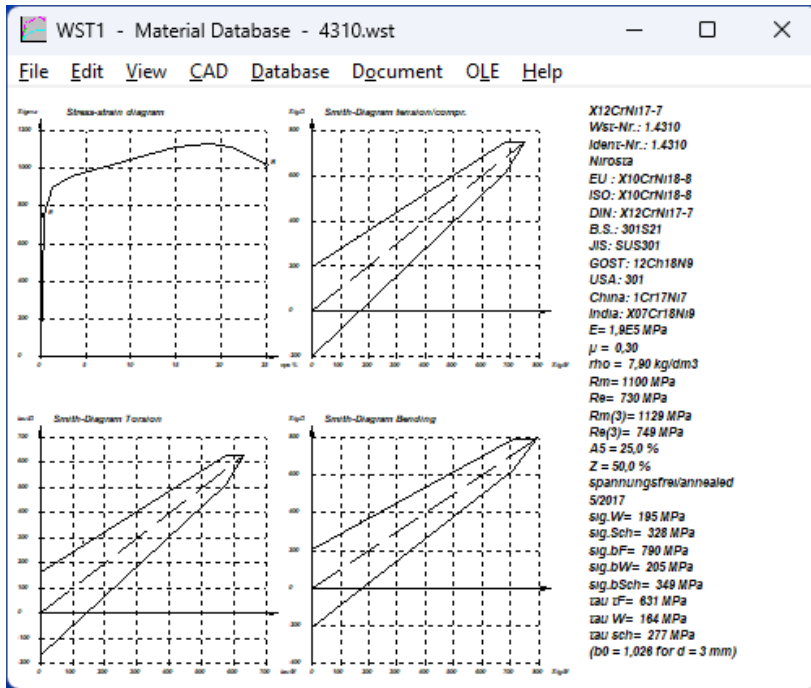 WST1 - Material Database - 4310.wst
File Edit View CAD Database Document OLE Help
Stress-strain diagram
Smith-Diagram tension/compr.
Smith-Diagram Torsion
Smith-Diagram Bending
X12CrNi17-7
Wst-Nr.: 1.4310
Ident-Nr.: 1.4310
Nirosta
EU : X10CrNi18-8
ISO: X10CrNi18-8
DIN: X12CrNi17-7
B.S.: 301S21
JIS: SUS301
GOST: 12Ch18N9
USA: 301
China: 1Cr17Ni7
India: X07Cr18Ni9
E= 1,9E5 MPa
µ = 0,30
rho = 7,90 kg/dm3
Rm= 1100 MPa
Re= 730 MPa
Rm(3)= 1129 MPa
Re(3)= 749 MPa
A5 = 25,0 %
Z = 50,0 %
spannungsfrei/annealed
5/2017
sig.W= 195 MPa
sig.Sch= 328 MPa
sig.bF= 790 MPa
sig.bW= 205 MPa
sig.bSch= 349 MPa
tau tF= 631 MPa
tau W= 164 MPa
tau sch= 277 MPa
(b0 = 1,026 for d = 3 mm)